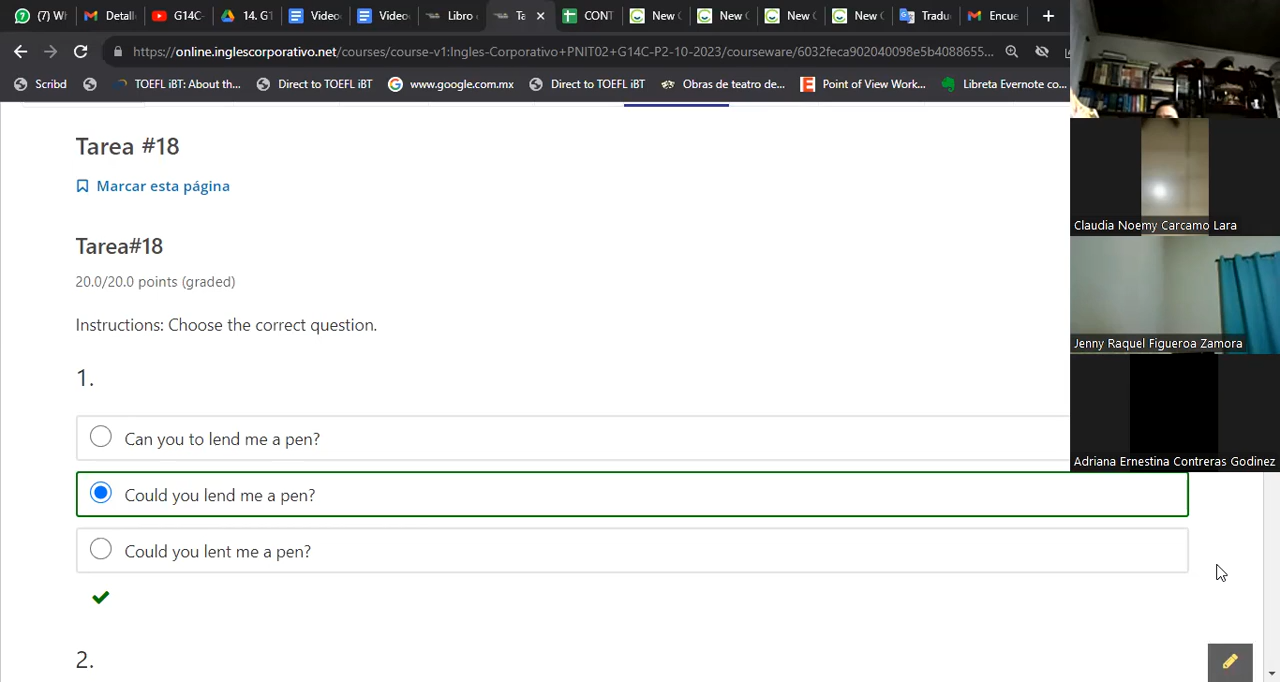 (7) Wh Detall G14C- 14. G1 Video Video Libro Ta CONT New C New C New C New C Tradu Encue
https://online.inglescorporativo.net/courses/course-v1:Ingles-Corporativo+PNIT02+G14C-P2-10-2023/courseware/6032feca902040098e5b4088655...
Scribd TOEFL iBT: About th... Direct to TOEFL iBT www.google.com.mx Direct to TOEFL iBT Obras de teatro de... Point of View Work... Libreta Evernote co...
Tarea #18
Marcar esta página
Claudia Noemy Carcamo Lara
Tarea#18
20.0/20.0 points (graded)
Instructions: Choose the correct question.
Jenny Raquel Figueroa Zamora
1.
Can you to lend me a pen?
Adriana Ernestina Contreras Godinez
Could you lend me a pen?
Could you lent me a pen?
2.